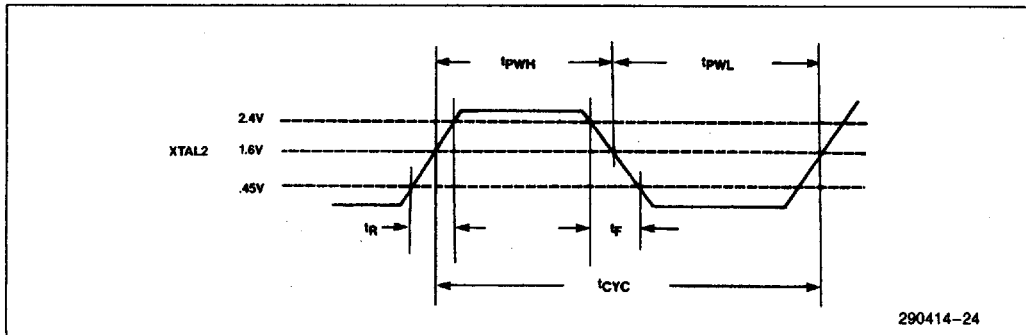 tPWH
tPWL
2.4V
XTAL2
1.6V
.45V
tR
tF
tCYC
290414-24